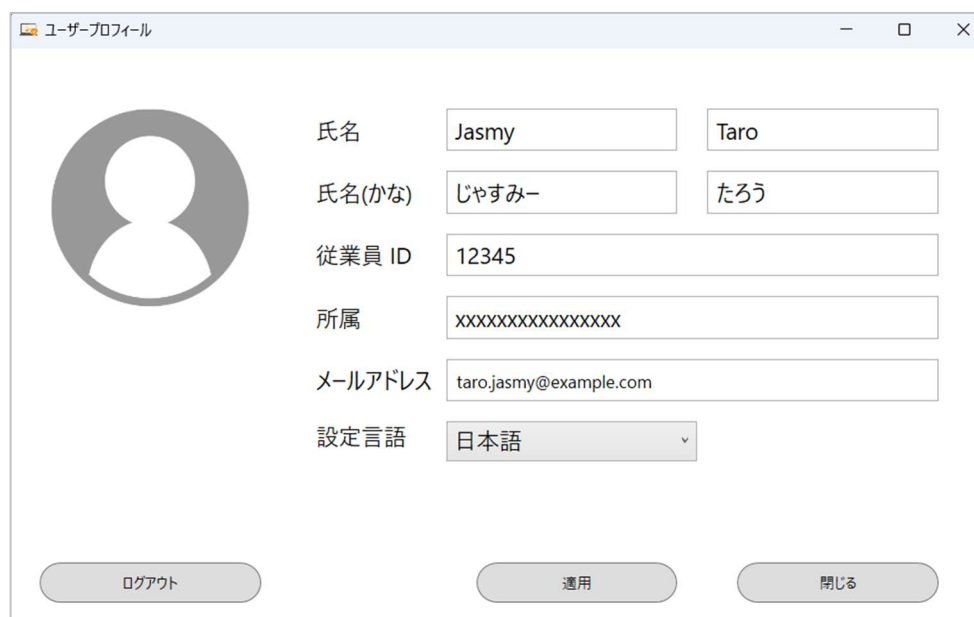 ユーザープロフィール
氏名 Jasmy Taro
氏名(かな) じゃすみー たろう
従業員 ID 12345
所属 xxxxxxxxxxxxxxxx
メールアドレス taro.jasmy@example.com
設定言語 日本語
ログアウト 適用 閉じる